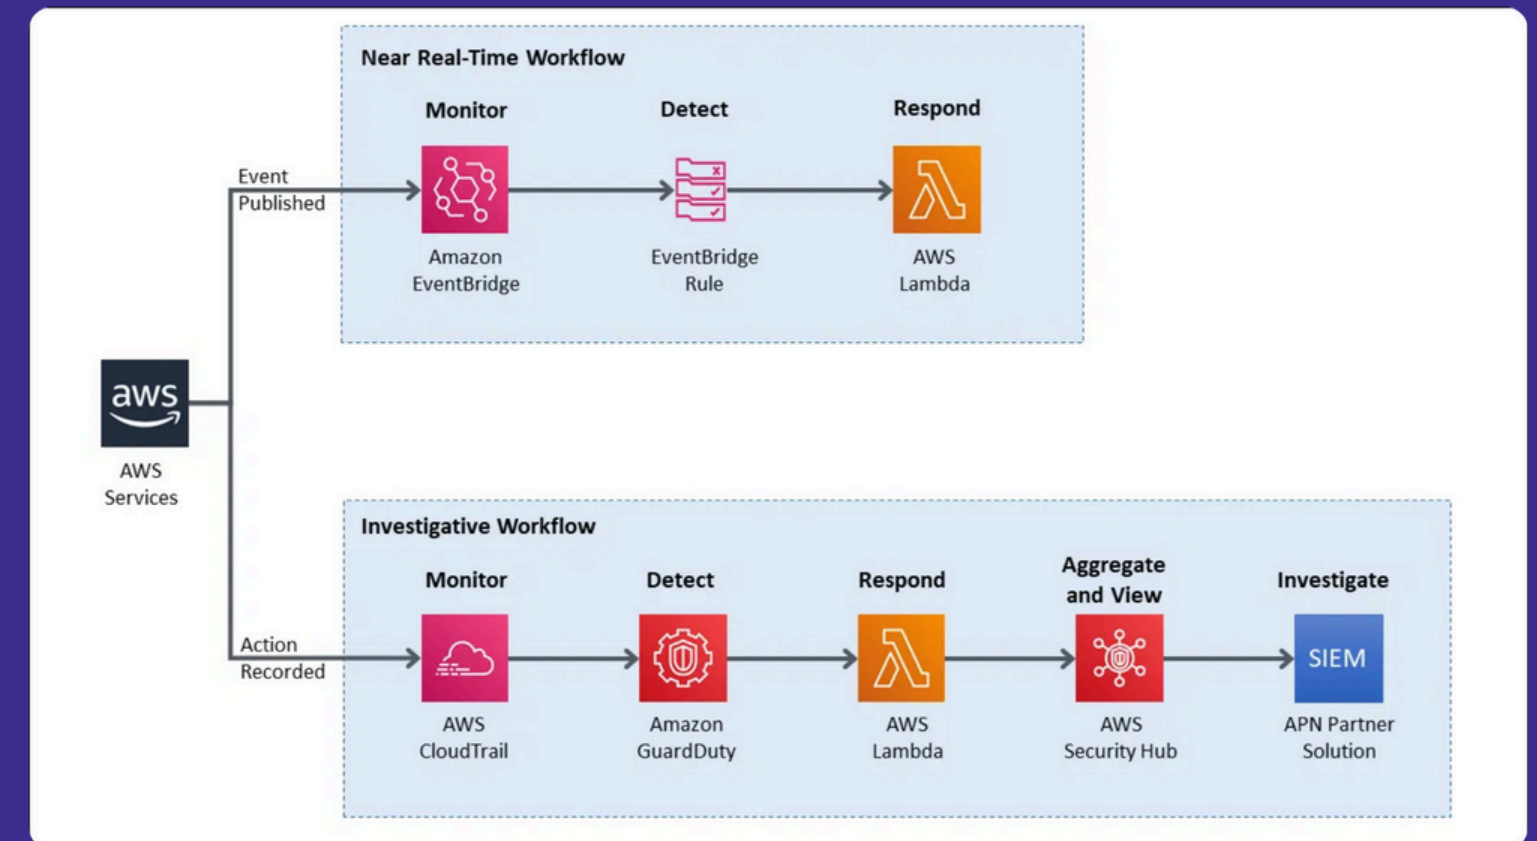 Near Real-Time Workflow
Monitor
Detect
Respond
Event
Published
Amazon
EventBridge
EventBridge
Rule
AWS
Lambda
aws
AWS
Services
Investigative Workflow
Monitor
Detect
Respond
Aggregate
and View
Investigate
Action
Recorded
SIEM
AWS
CloudTrail
Amazon
GuardDuty
AWS
Lambda
AWS
Security Hub
APN Partner
Solution